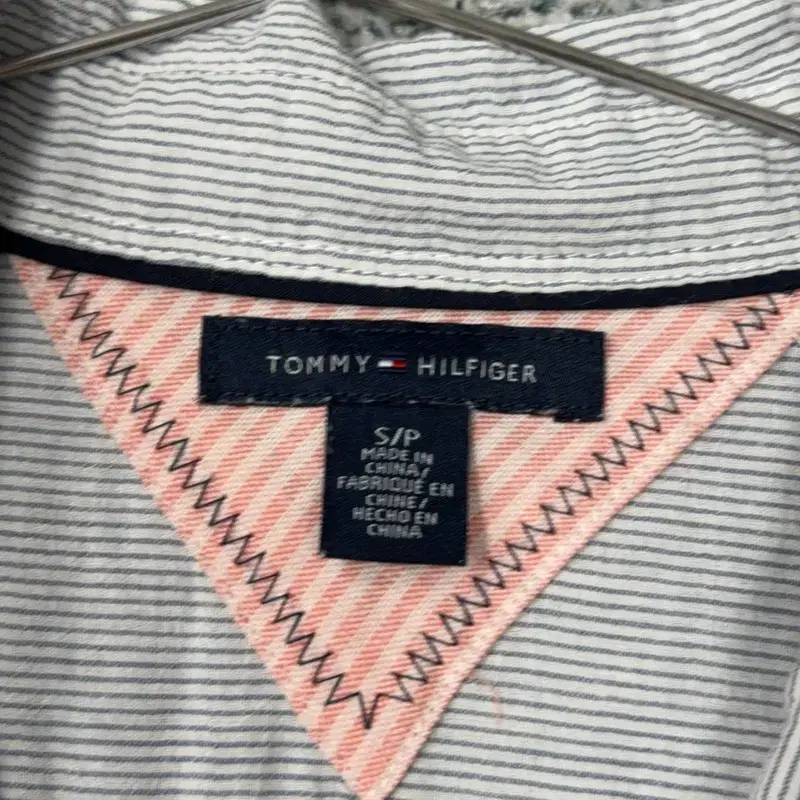 TOMMY HILFIGER
S/P
MADE IN
CHINA/
FABRIQUE EN
CHINE/
HECHO EN
CHINA